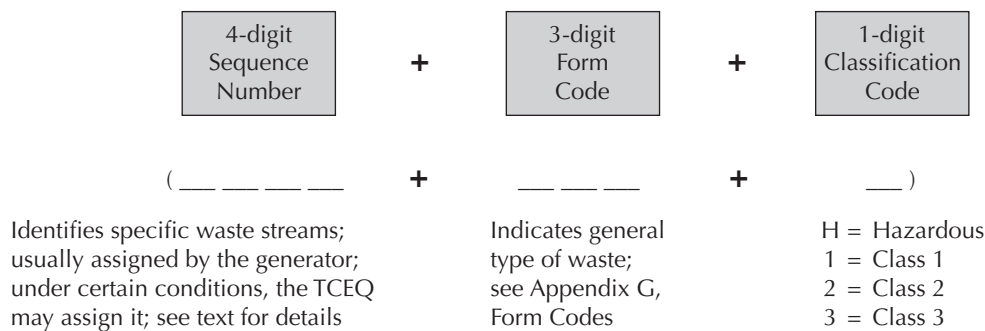 4-digit
Sequence
Number
+
3-digit
Form
Code
+
1-digit
Classification
Code
( ___ ___ ___ ___ + ___ ___ ___ + ___ )
Identifies specific waste streams;
usually assigned by the generator;
under certain conditions, the TCEQ
may assign it; see text for details
Indicates general
type of waste;
see Appendix G,
Form Codes
H = Hazardous
1 = Class 1
2 = Class 2
3 = Class 3